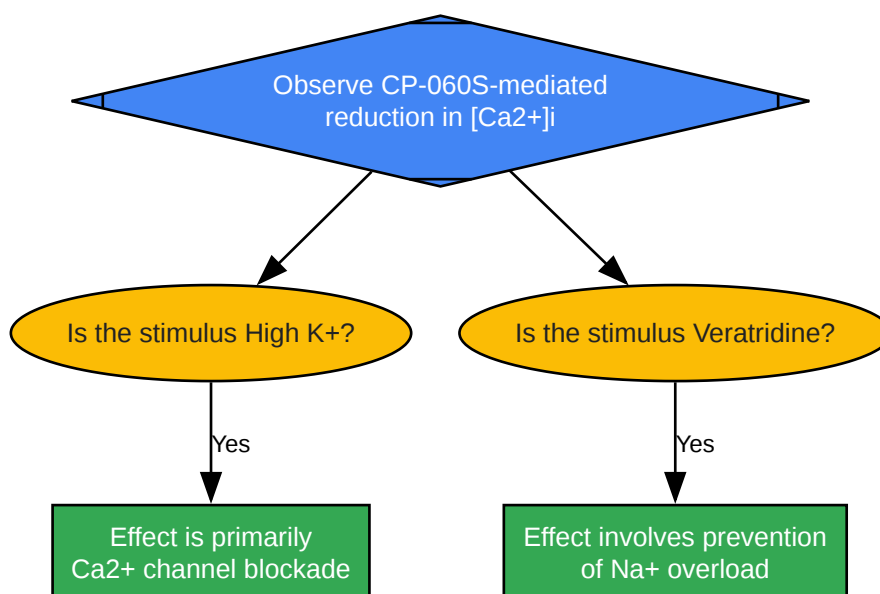 Observe CP-060S-mediated
reduction in [Ca2+]i
Is the stimulus High K+?
Is the stimulus Veratridine?
Yes
Yes
Effect is primarily
Ca2+ channel blockade
Effect involves prevention
of Na+ overload